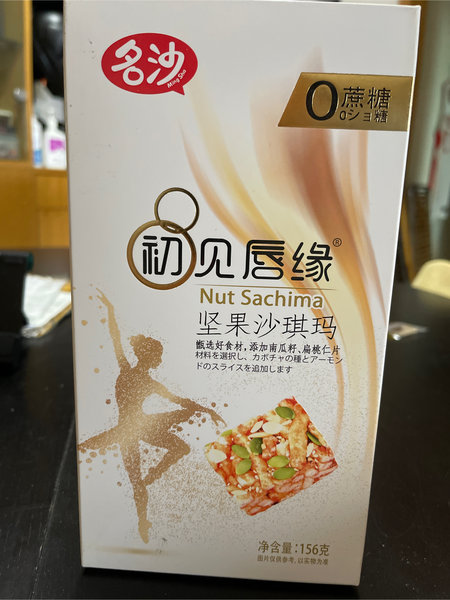 名沙
Ming Sha
0蔗糖
0ショ糖
初见唇缘®
Nut Sachima
坚果沙琪玛
甄选好食材，添加南瓜籽、扁桃仁片
材料を選択し、カボチャの種とアーモン
ドのスライスを追加します
净含量：156克
图片仅供参考，以实物为准